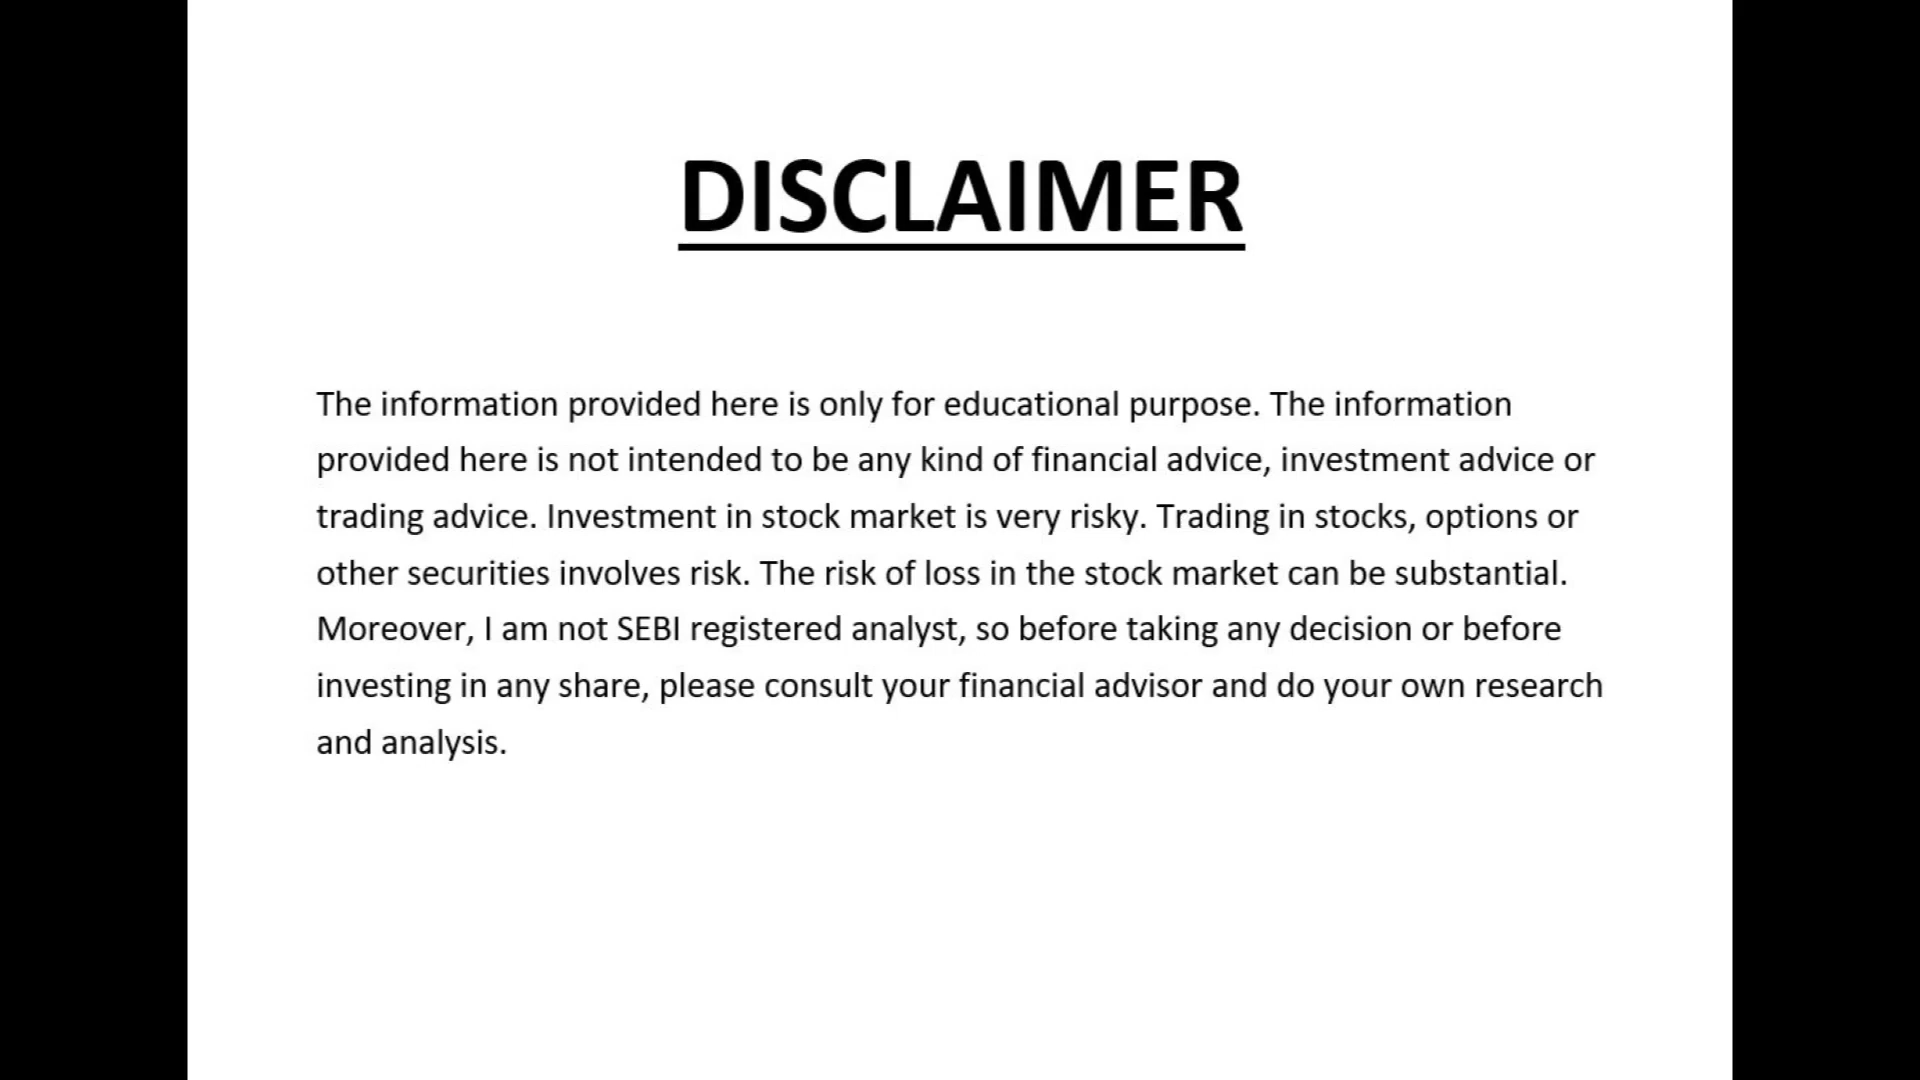 DISCLAIMER
The information provided here is only for educational purpose. The information
provided here is not intended to be any kind of financial advice, investment advice or
trading advice. Investment in stock market is very risky. Trading in stocks, options or
other securities involves risk. The risk of loss in the stock market can be substantial.
Moreover, I am not SEBI registered analyst, so before taking any decision or before
investing in any share, please consult your financial advisor and do your own research
and analysis.